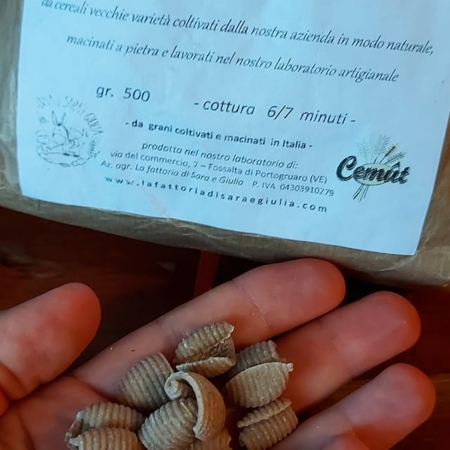 da cereali vecchie varietà coltivati dalla nostra azienda in modo naturale,
macinati a pietra e lavorati nel nostro laboratorio artigianale
gr. 500
- cottura 6/7 minuti -
- da grani coltivati e macinati in Italia -
prodotta nel nostro laboratorio di:
via del commercio, 7 – Fossalta di Portogruaro (VE)
Az. agr. La fattoria di Sara e Giulla P. IVA 04303910279
www.lafattoriadisaraegiulia.com
Cemût